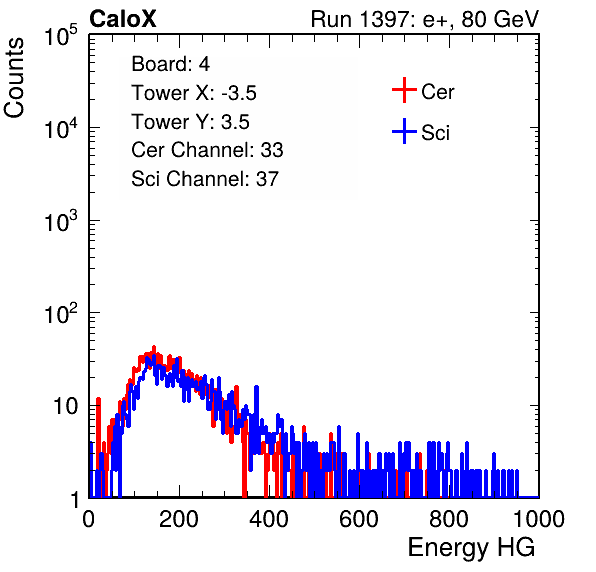 CaloX Run 1397: e+, 80 GeV
Counts
Board: 4
Tower X: -3.5
Tower Y: 3.5
Cer Channel: 33
Sci Channel: 37
Cer
Sci
10^5
10^4
10^3
10^2
10
1
0 200 400 600 800 1000
Energy HG